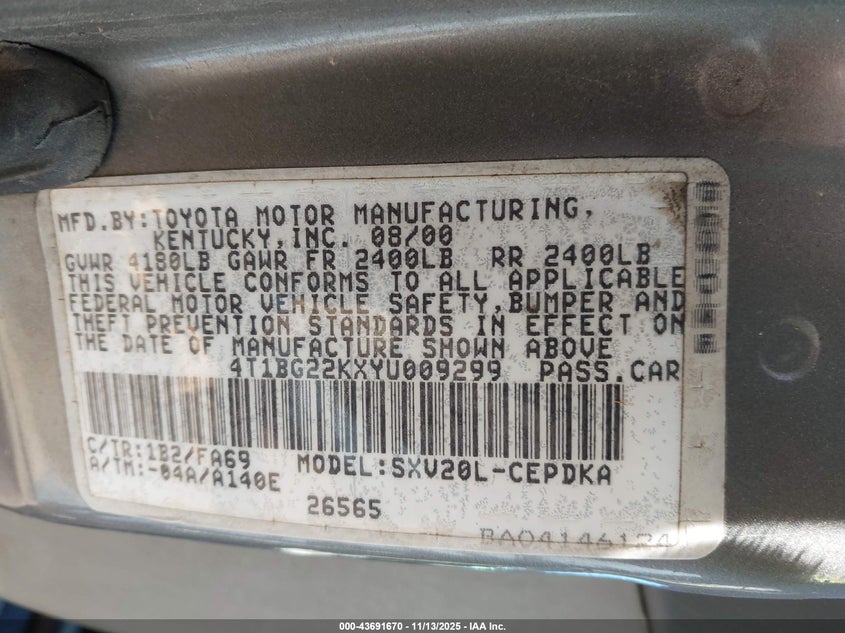 MFD.BY:TOYOTA MOTOR MANUFACTURING,
KENTUCKY,INC. 08/00
GVWR 4180LB GAWR FR 2400LB RR 2400LB
THIS VEHICLE CONFORMS TO ALL APPLICABLE
FEDERAL MOTOR VEHICLE SAFETY,BUMPER AND
THEFT PREVENTION STANDARDS IN EFFECT ON
THE DATE OF MANUFACTURE SHOWN ABOVE
4T1BG22KXYU009299 PASS.CAR
C/TR:1B2/FA69
A/TM:-04A/A140E MODEL:SXV20L-CEPDKA
26565
BA04146124
000-43691670 - 11/13/2025 - IAA Inc.